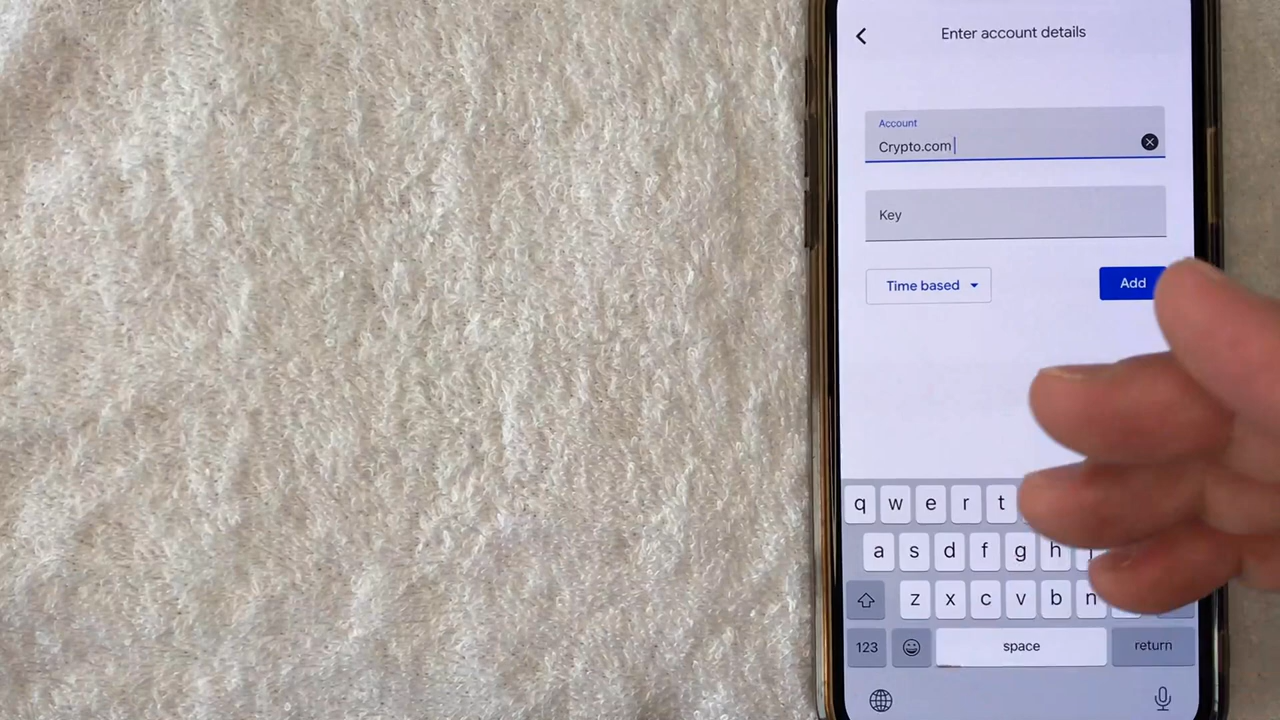 Enter account details
Account
Crypto.com
Key
Time based
Add
q w e r t
a s d f g h
z x c v b n
123
space
return